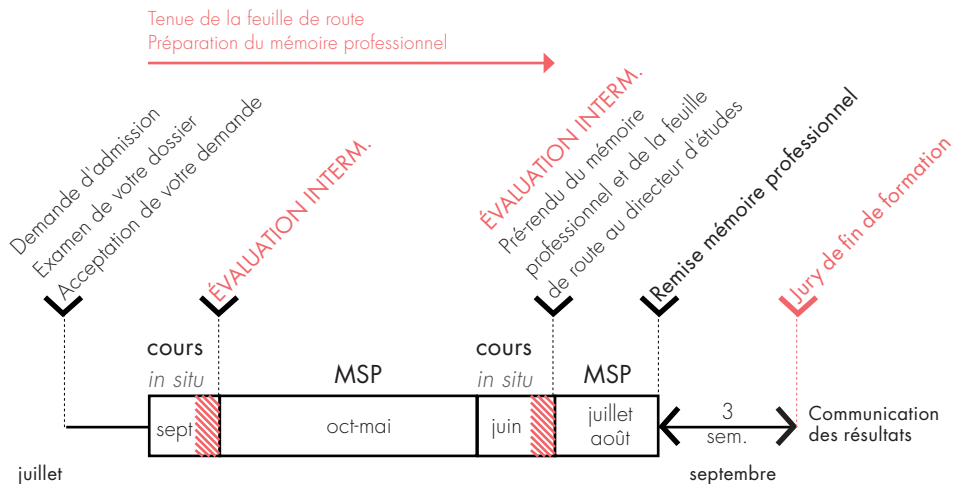 Tenue de la feuille de route
Préparation du mémoire professionnel
Demande d'admission
Examen de votre dossier
Acceptation de votre demande
ÉVALUATION INTERM.
ÉVALUATION INTERM.
Pré-rendu du mémoire
professionnel et de la feuille
de route au directeur d'études
Remise mémoire professionnel
Jury de fin de formation
cours
in situ
MSP
cours
in situ
MSP
sept
oct-mai
juin
juillet
août
3
sem.
Communication
des résultats
juillet
septembre